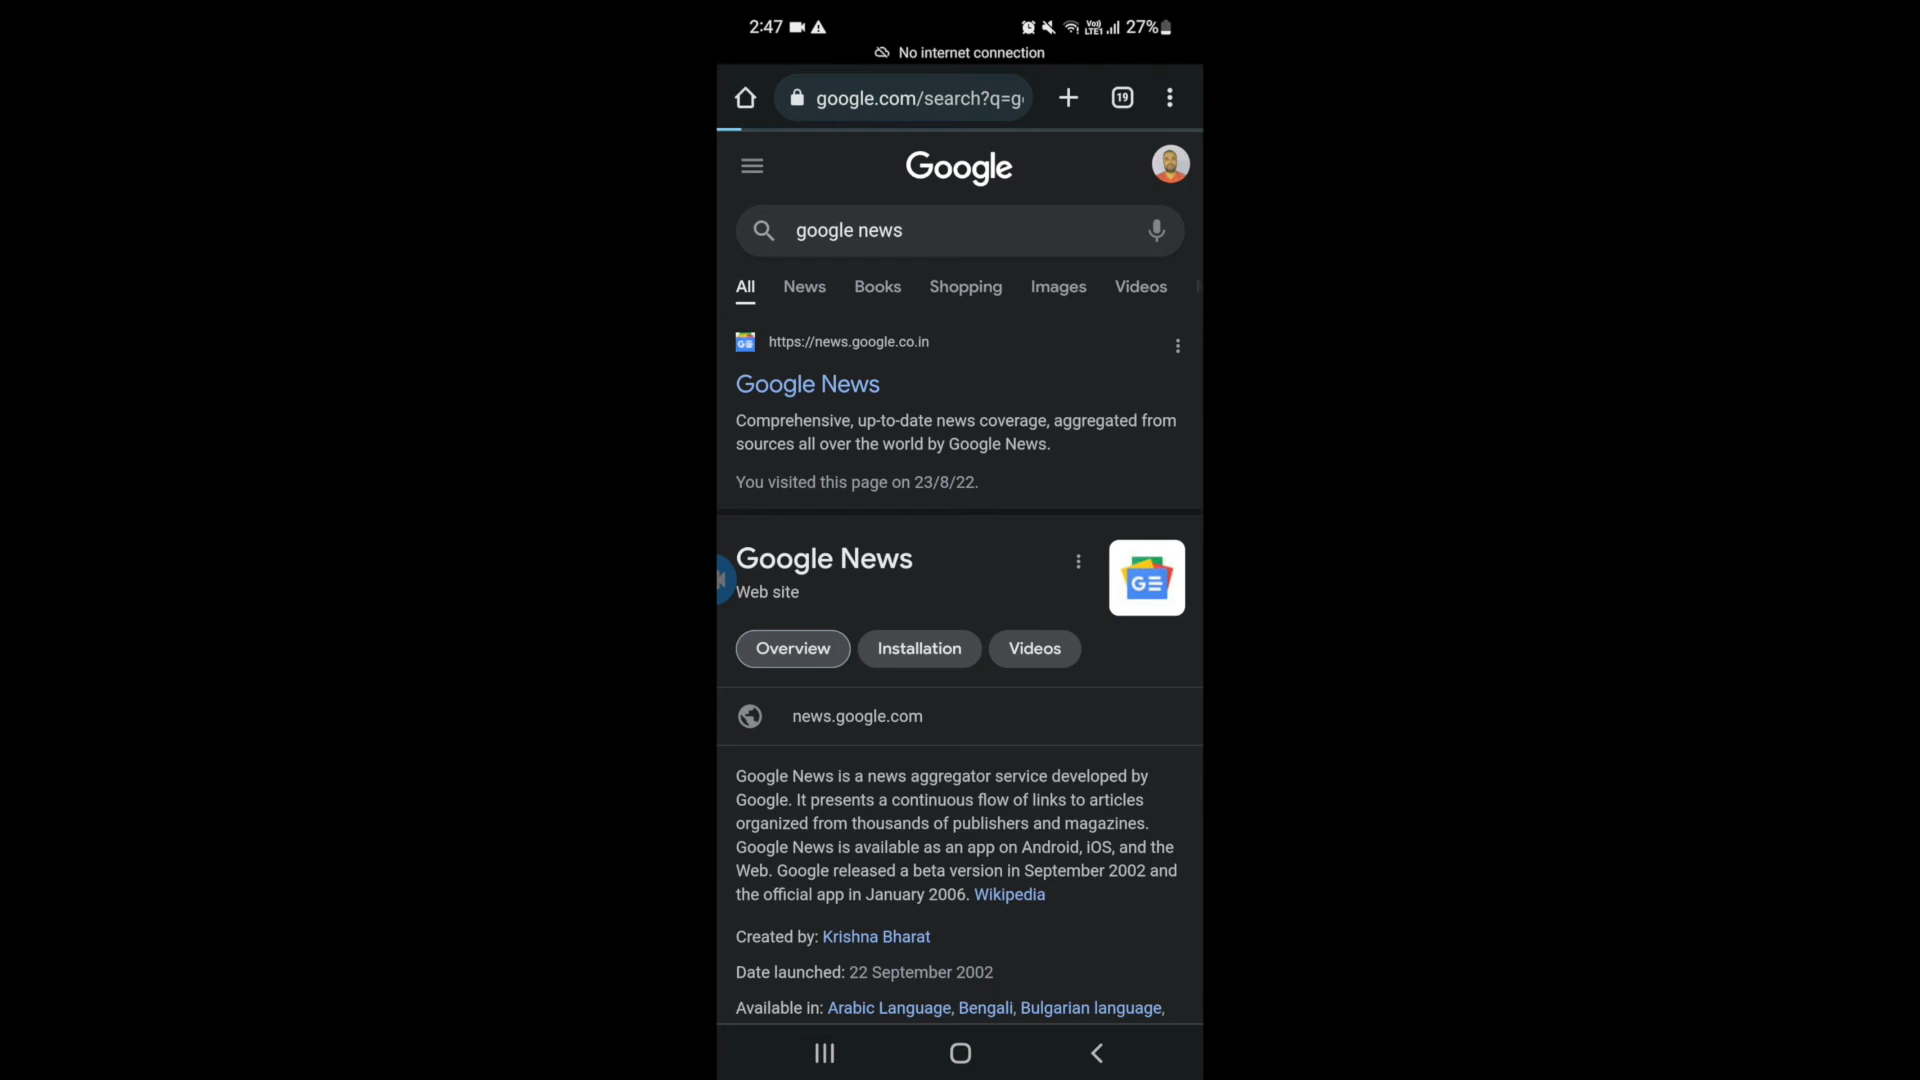 2:47 27%
No internet connection
google.com/search?q=g
19
Google
google news
All News Books Shopping Images Videos
https://news.google.co.in
Google News
Comprehensive, up-to-date news coverage, aggregated from
sources all over the world by Google News.
You visited this page on 23/8/22.
Google News
Web site
GE
Overview Installation Videos
news.google.com
Google News is a news aggregator service developed by
Google. It presents a continuous flow of links to articles
organized from thousands of publishers and magazines.
Google News is available as an app on Android, iOS, and the
Web. Google released a beta version in September 2002 and
the official app in January 2006. Wikipedia
Created by: Krishna Bharat
Date launched: 22 September 2002
Available in: Arabic Language, Bengali, Bulgarian language,